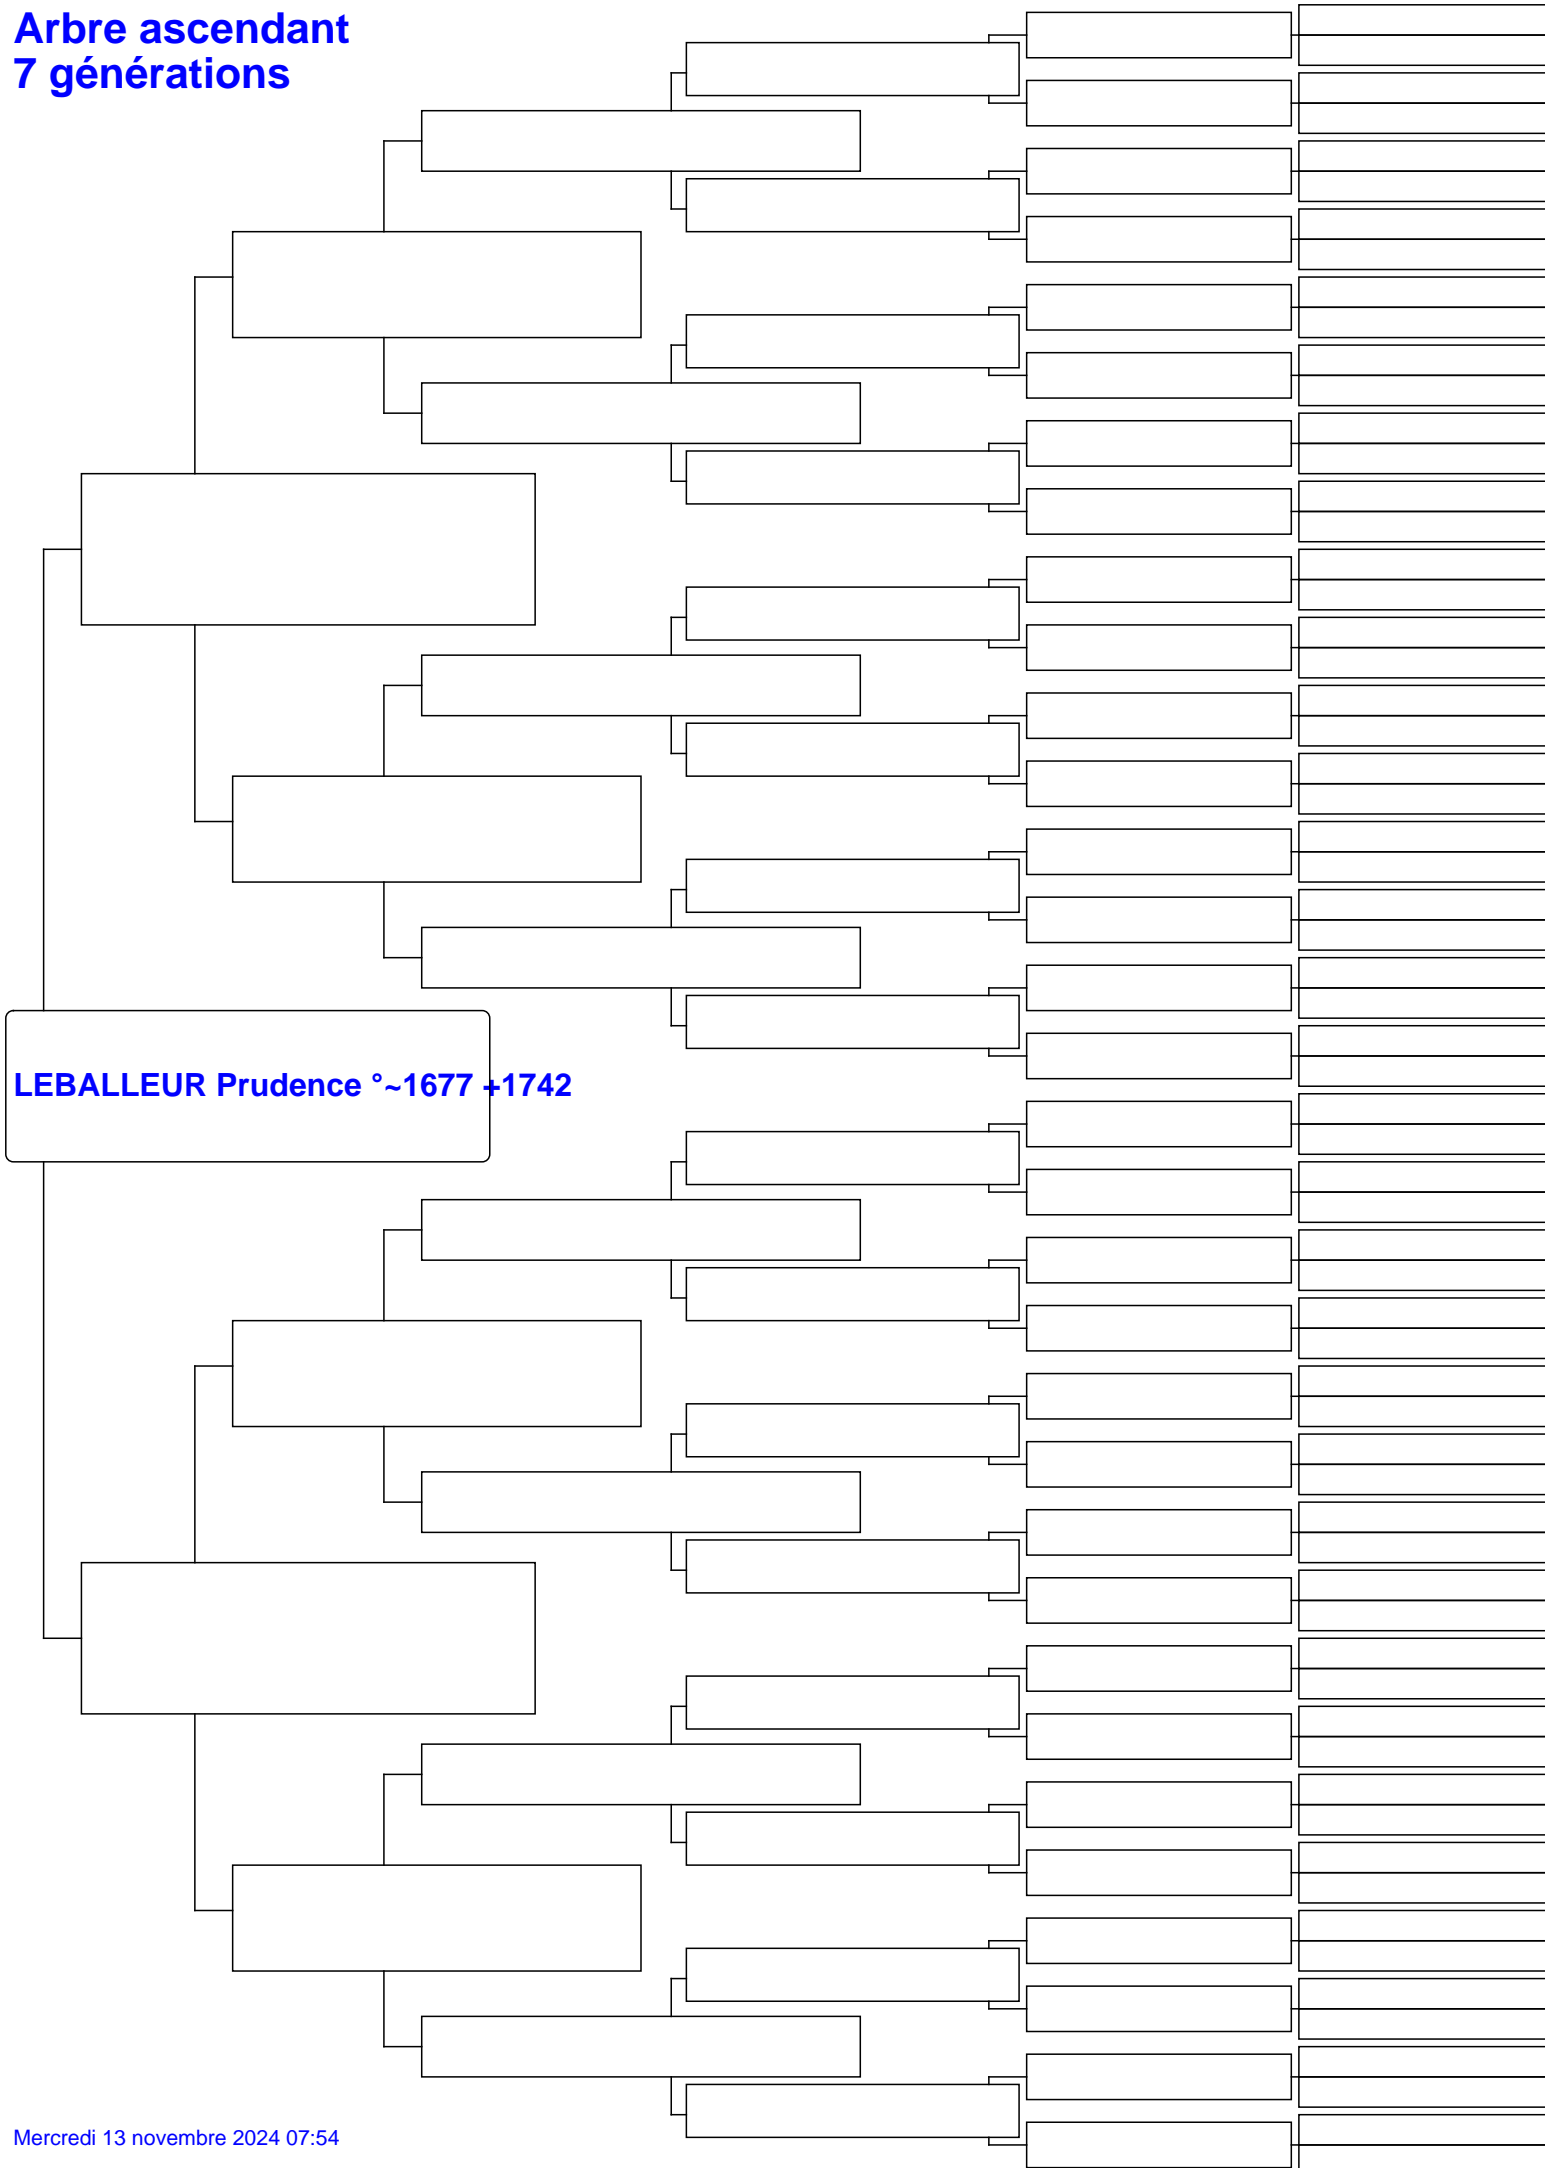 Arbre ascendant
7 générations
LEBALLEUR Prudence °~1677 +1742
Mercredi 13 novembre 2024 07:54